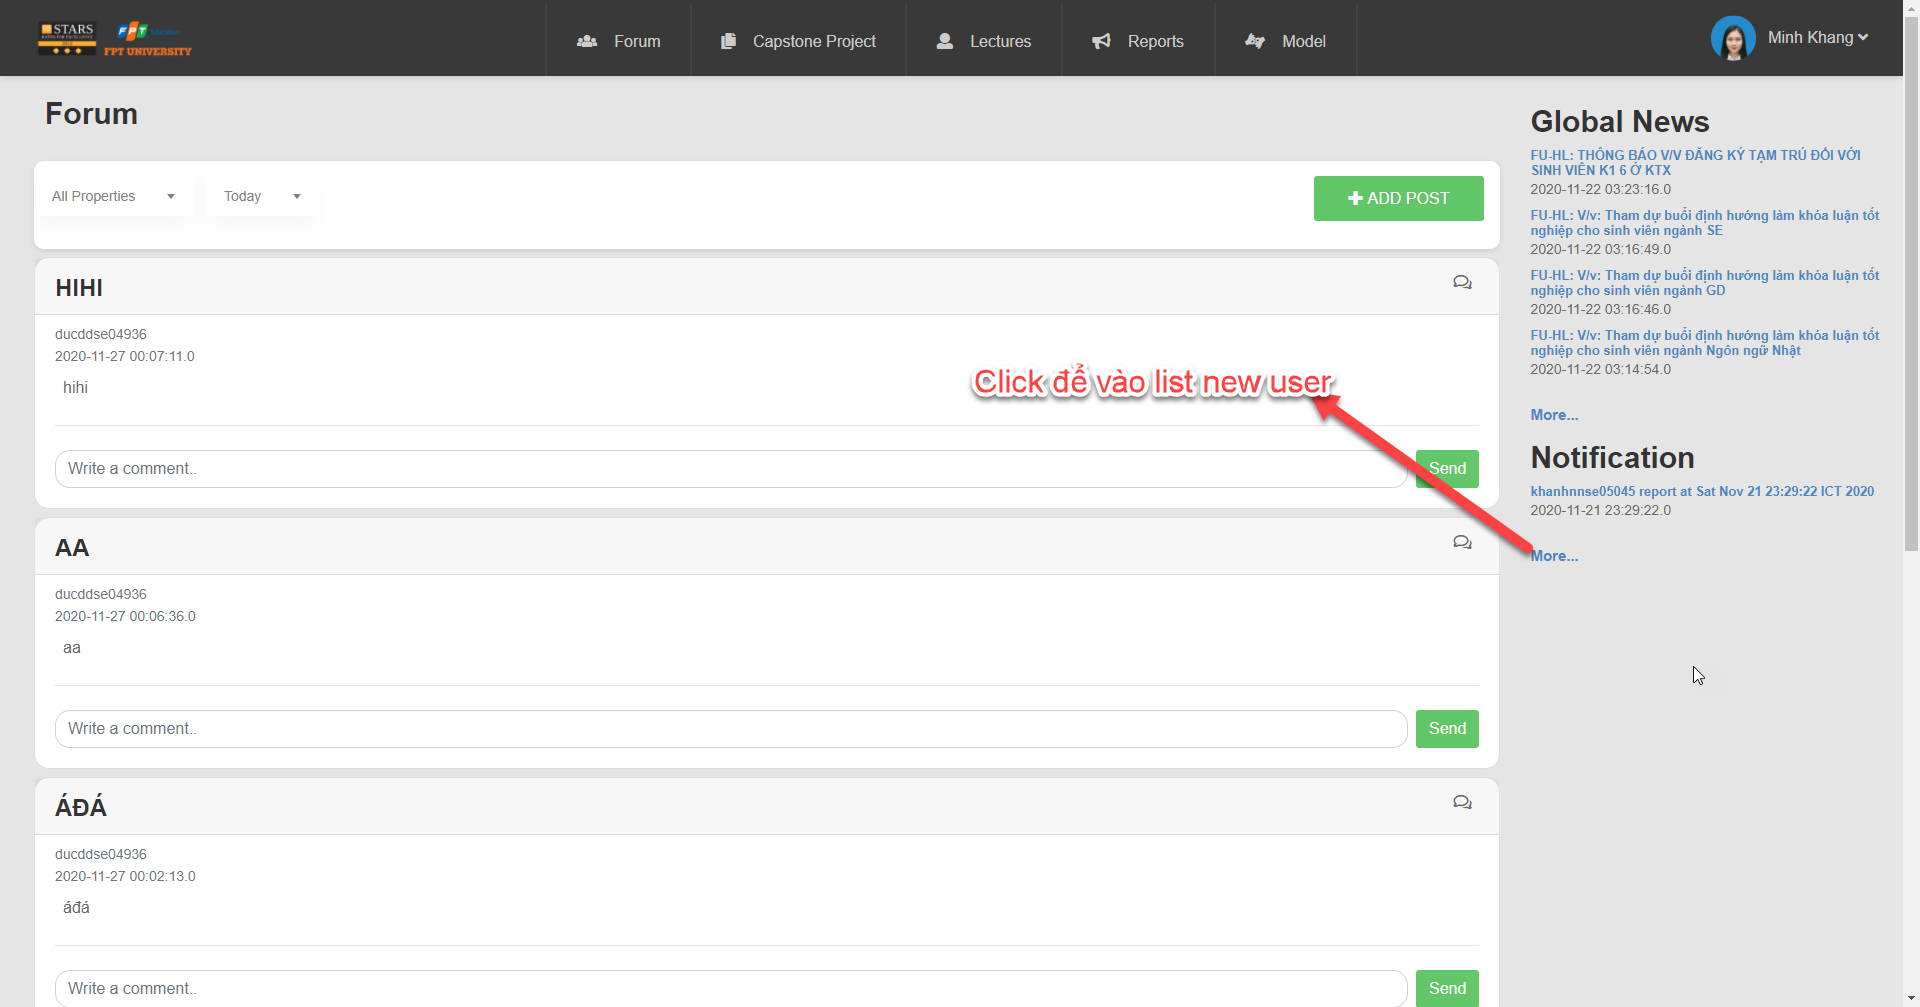 STARS
RATED FOR EXCELLENCE
2012
FPT Education
FPT UNIVERSITY
Forum
Capstone Project
Lectures
Reports
Model
Minh Khang
Forum
All Properties
Today
ADD POST
HIHI
ducddse04936
2020-11-27 00:07:11.0
hihi
Click để vào list new user
Write a comment..
Send
AA
ducddse04936
2020-11-27 00:06:36.0
aa
Write a comment..
Send
ÁĐÁ
ducddse04936
2020-11-27 00:02:13.0
áđá
Write a comment..
Send
Global News
FU-HL: THÔNG BÁO V/V ĐĂNG KÝ TẠM TRÚ ĐỐI VỚI
SINH VIÊN K1 6 Ở KTX
2020-11-22 03:23:16.0
FU-HL: V/v: Tham dự buổi định hướng làm khóa luận tốt
nghiệp cho sinh viên ngành SE
2020-11-22 03:16:49.0
FU-HL: V/v: Tham dự buổi định hướng làm khóa luận tốt
nghiệp cho sinh viên ngành GD
2020-11-22 03:16:46.0
FU-HL: V/v: Tham dự buổi định hướng làm khóa luận tốt
nghiệp cho sinh viên ngành Ngôn ngữ Nhật
2020-11-22 03:14:54.0
More...
Notification
khanhnnse05045 report at Sat Nov 21 23:29:22 ICT 2020
2020-11-21 23:29:22.0
More...